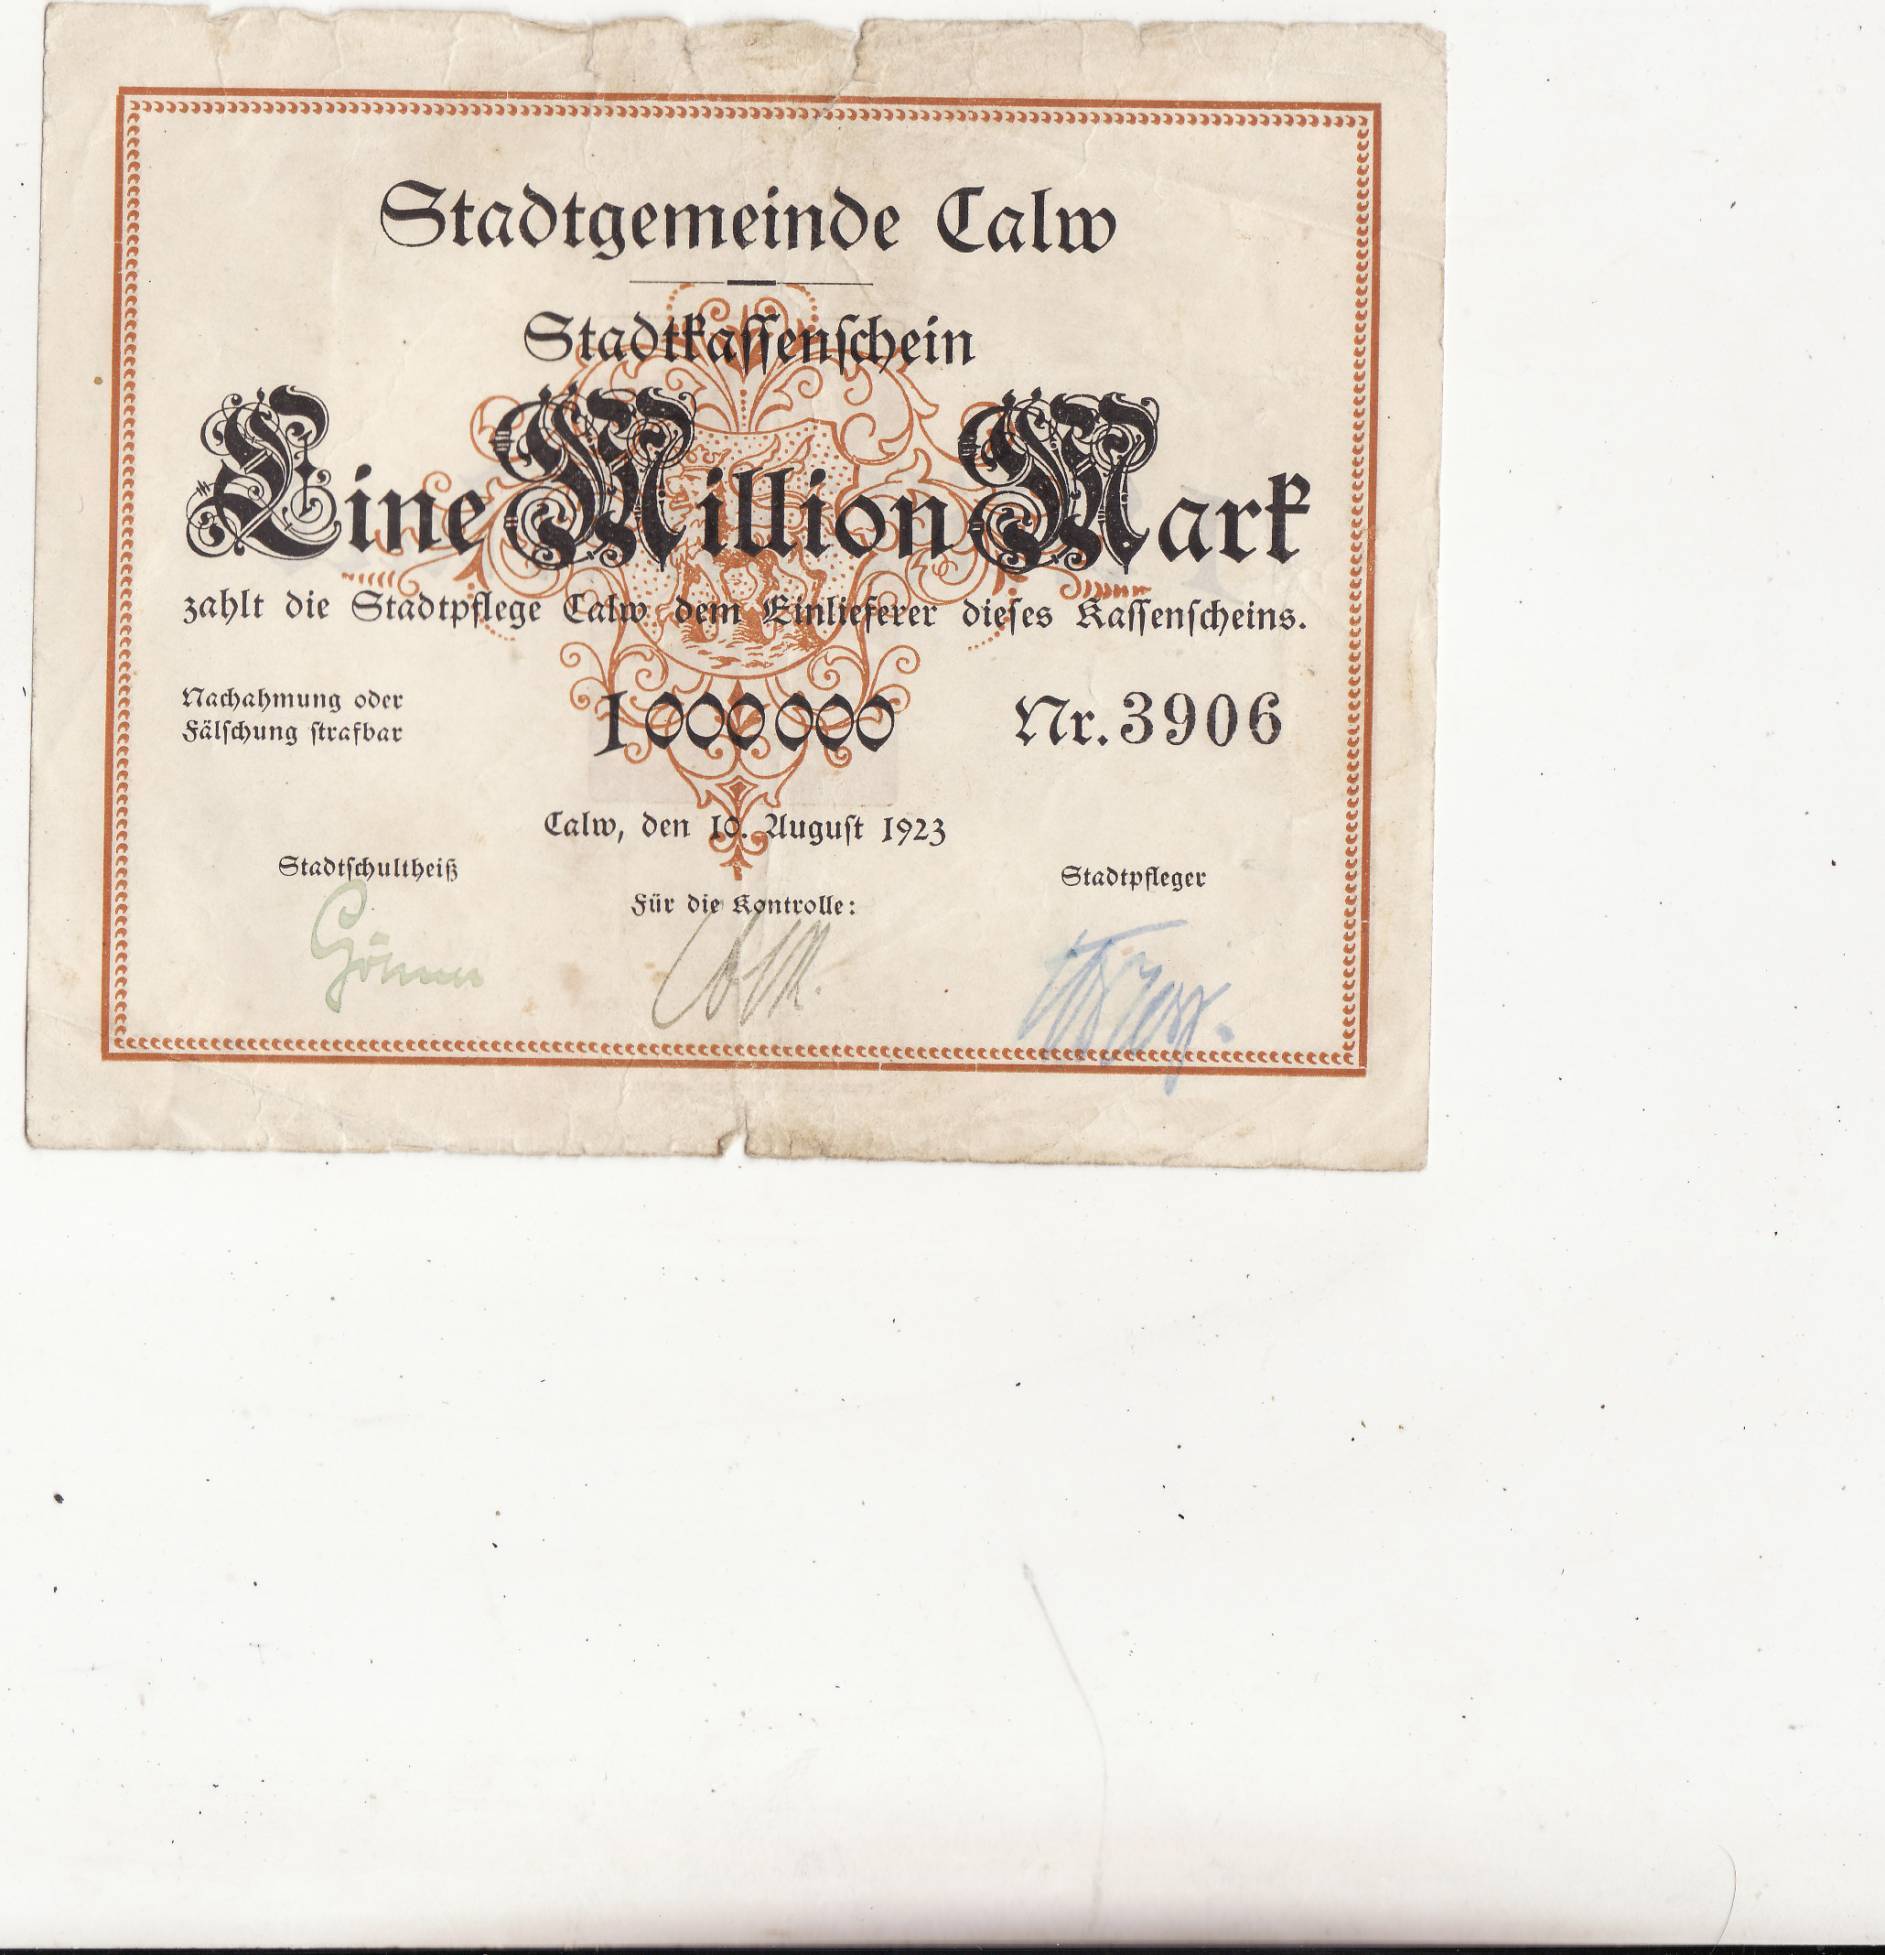 Stadtgemeinde Calw
Stadtkassenschein
Eine Million Mark
zahlt die Stadtpflege Calw dem Einlieferer dieses Kassenscheins.
Nachahmung oder
Fälschung strafbar
1000000
Nr. 3906
Calw, den 10. August 1923
Stadtschultheiß
Stadtpfleger
Für die Kontrolle: